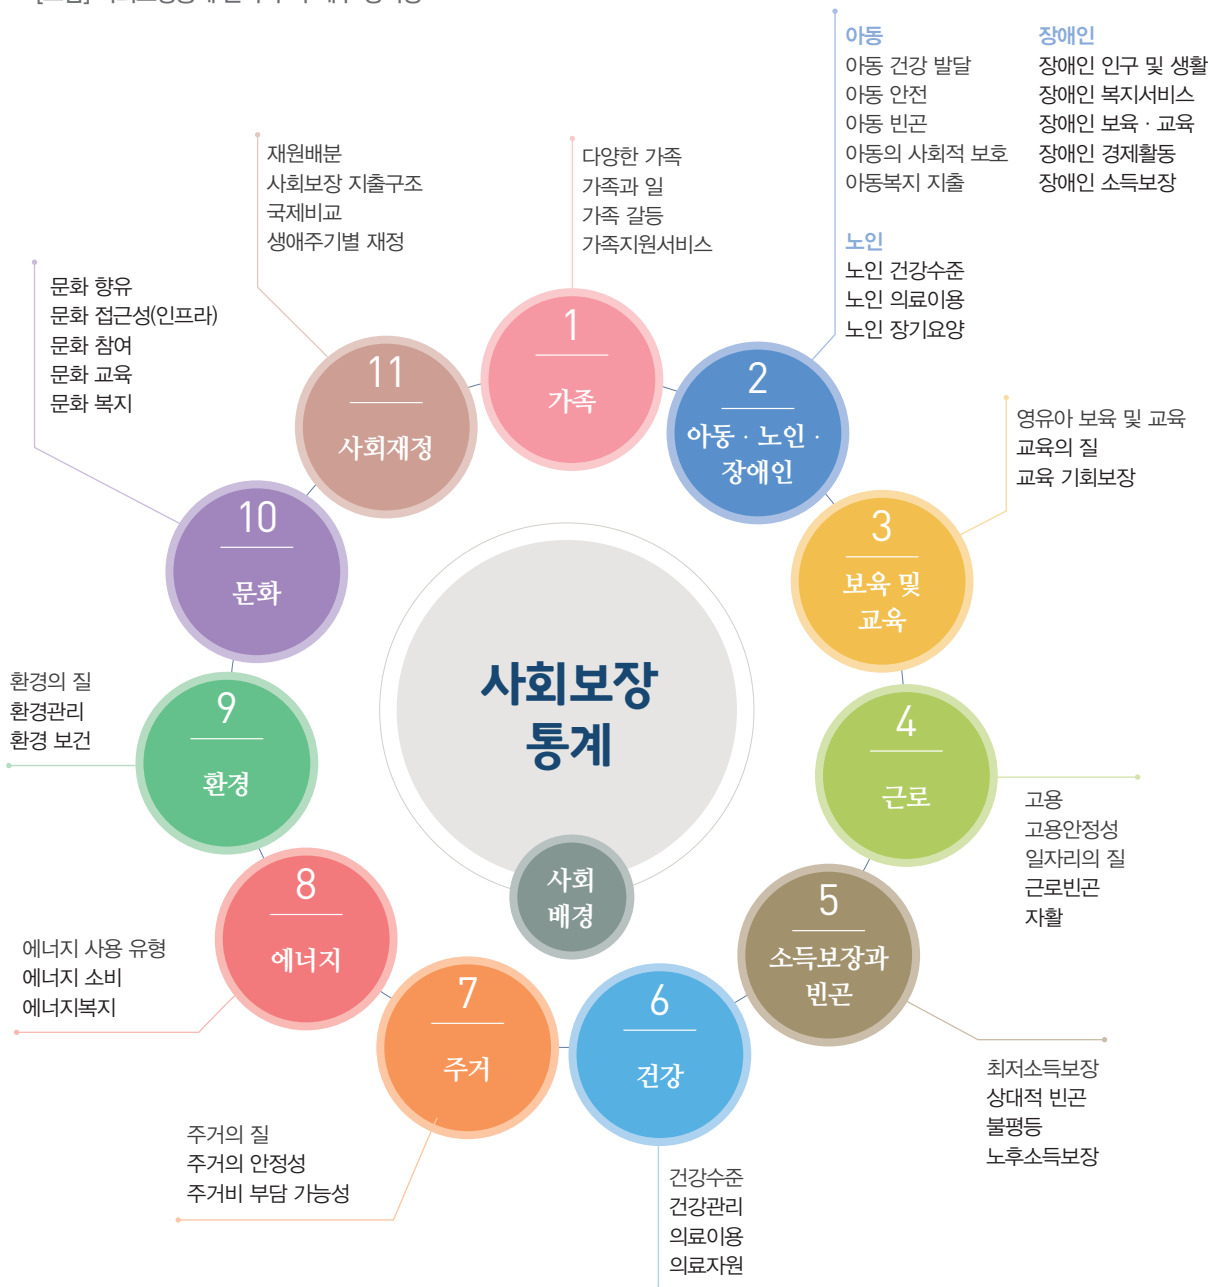 아동
아동 건강 발달
아동 안전
아동 빈곤
아동의 사회적 보호
아동복지 지출
장애인
장애인 인구 및 생활
장애인 복지서비스
장애인 보육 · 교육
장애인 경제활동
장애인 소득보장
노인
노인 건강수준
노인 의료이용
노인 장기요양
재원배분
사회보장 지출구조
국제비교
생애주기별 재정
다양한 가족
가족과 일
가족 갈등
가족지원서비스
문화 향유
문화 접근성(인프라)
문화 참여
문화 교육
문화 복지
1
가족
2
아동 · 노인 ·
장애인
영유아 보육 및 교육
교육의 질
교육 기회보장
3
보육 및
교육
4
근로
고용
고용안정성
일자리의 질
근로빈곤
자활
5
소득보장과
빈곤
최저소득보장
상대적 빈곤
불평등
노후소득보장
6
건강
건강수준
건강관리
의료이용
의료자원
7
주거
주거의 질
주거의 안정성
주거비 부담 가능성
8
에너지
에너지 사용 유형
에너지 소비
에너지복지
9
환경
환경의 질
환경관리
환경 보건
10
문화
11
사회재정
사회보장
통계
사회
배경